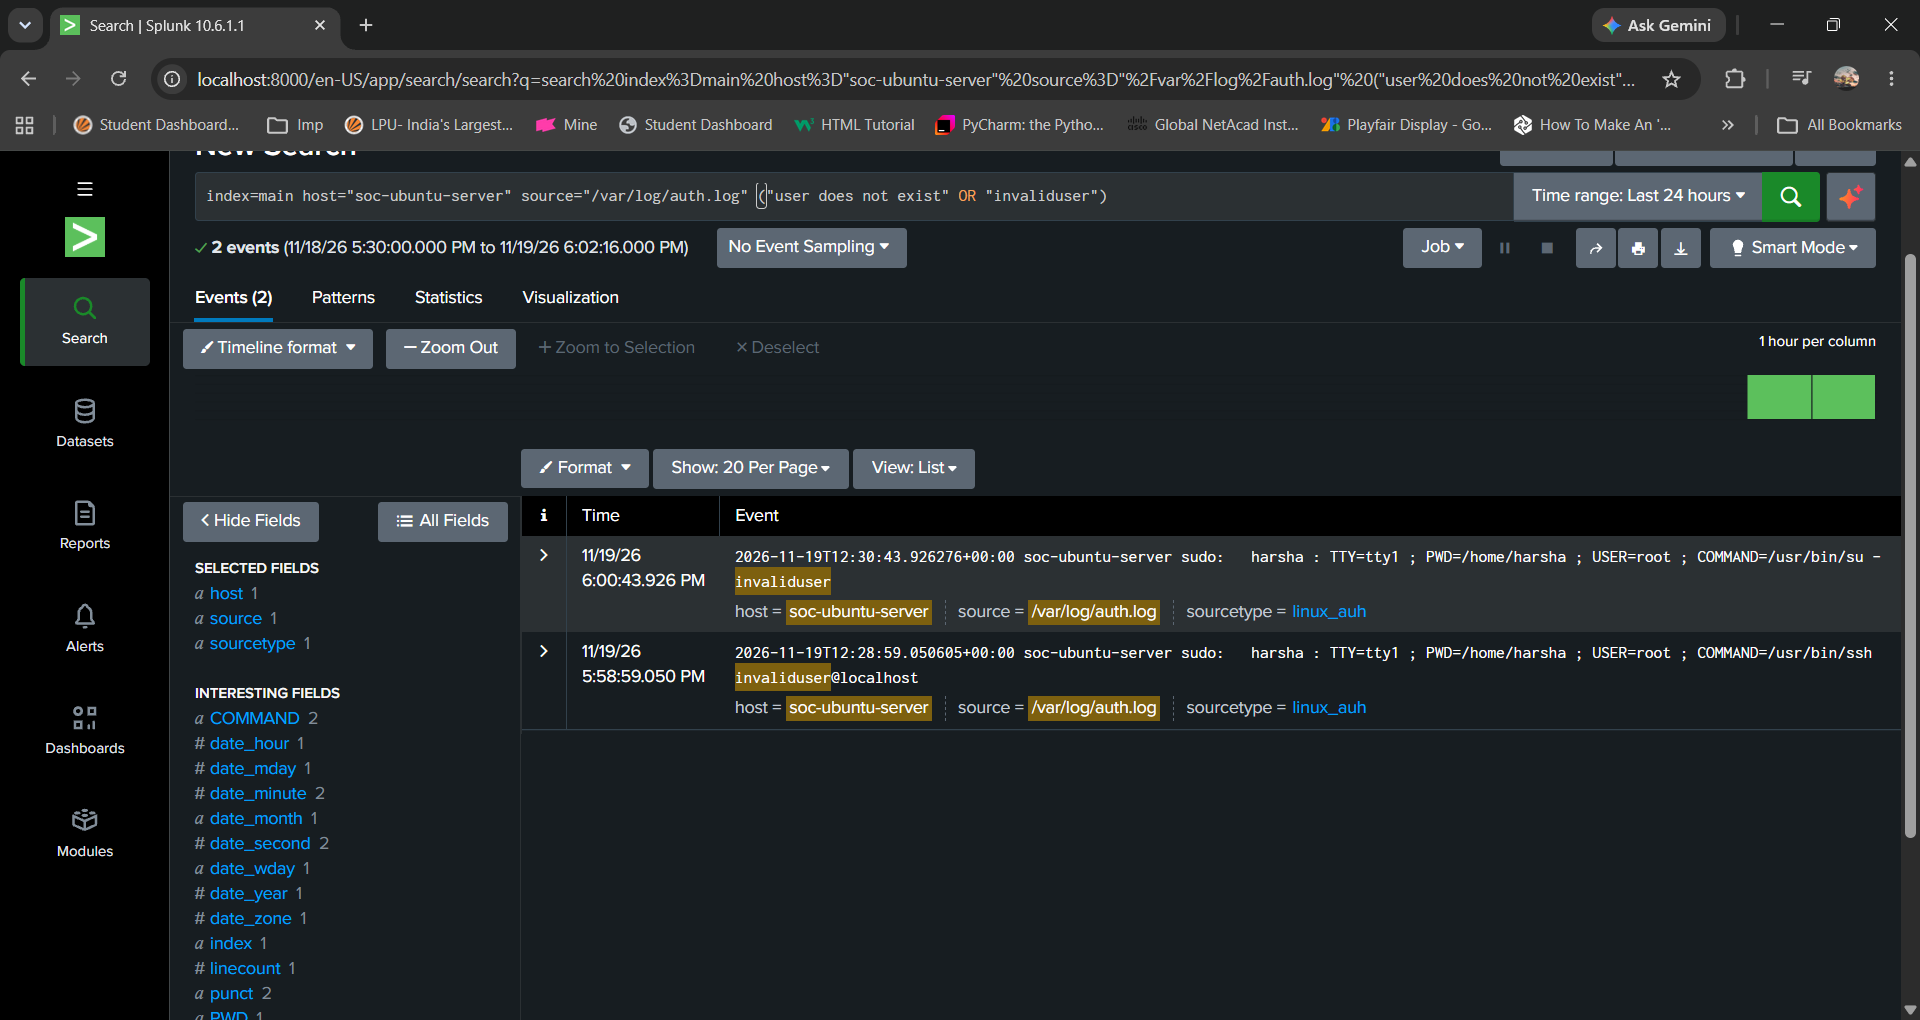 Search | Splunk 10.6.1.1
Ask Gemini
localhost:8000/en-US/app/search/search?q=search%20index%3Dmain%20host%3D"soc-ubuntu-server"%20source%3D"%2Fvar%2Flog%2Fauth.log"%20("user%20does%20not%20exist"...
Student Dashboard...
Imp
LPU- India's Largest...
Mine
Student Dashboard
HTML Tutorial
PyCharm: the Pytho...
Global NetAcad Inst...
Playfair Display - Go...
How To Make An '...
All Bookmarks
New Search
index=main host="soc-ubuntu-server" source="/var/log/auth.log" ("user does not exist" OR "invaliduser")
Time range: Last 24 hours
2 events (11/18/26 5:30:00.000 PM to 11/19/26 6:02:16.000 PM)
No Event Sampling
Job
Smart Mode
Events (2)
Patterns
Statistics
Visualization
Timeline format
Zoom Out
+ Zoom to Selection
× Deselect
1 hour per column
Format
Show: 20 Per Page
View: List
Search
Datasets
Reports
Alerts
Dashboards
Modules
Hide Fields
All Fields
SELECTED FIELDS
a host 1
a source 1
a sourcetype 1
INTERESTING FIELDS
a COMMAND 2
# date_hour 1
# date_mday 1
# date_minute 2
a date_month 1
# date_second 2
a date_wday 1
# date_year 1
# date_zone 1
a index 1
# linecount 1
a punct 2
a PWD 1
i
Time
Event
11/19/26
6:00:43.926 PM
2026-11-19T12:30:43.926276+00:00 soc-ubuntu-server sudo:   harsha : TTY=tty1 ; PWD=/home/harsha ; USER=root ; COMMAND=/usr/bin/su -
invaliduser
host = soc-ubuntu-server
source = /var/log/auth.log
sourcetype = linux_auh
11/19/26
5:58:59.050 PM
2026-11-19T12:28:59.050605+00:00 soc-ubuntu-server sudo:   harsha : TTY=tty1 ; PWD=/home/harsha ; USER=root ; COMMAND=/usr/bin/ssh
invaliduser@localhost
host = soc-ubuntu-server
source = /var/log/auth.log
sourcetype = linux_auh